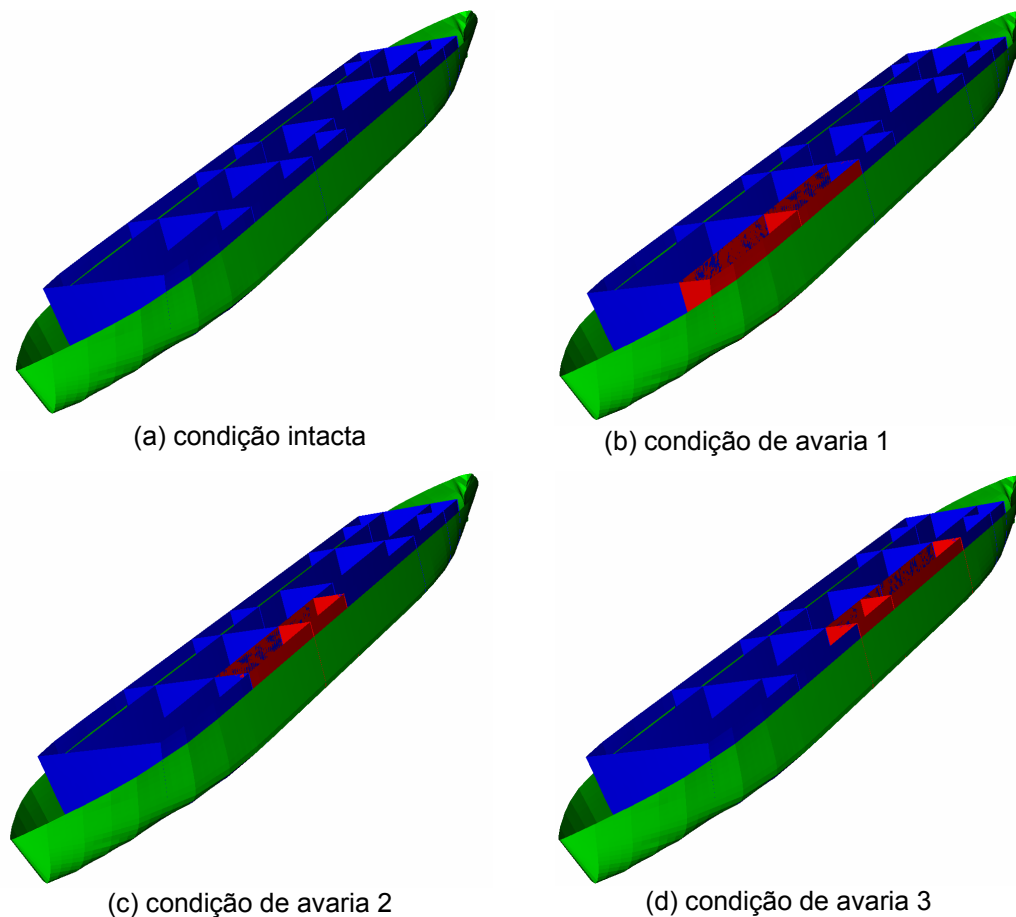 (a) condição intacta
(b) condição de avaria 1
(c) condição de avaria 2
(d) condição de avaria 3